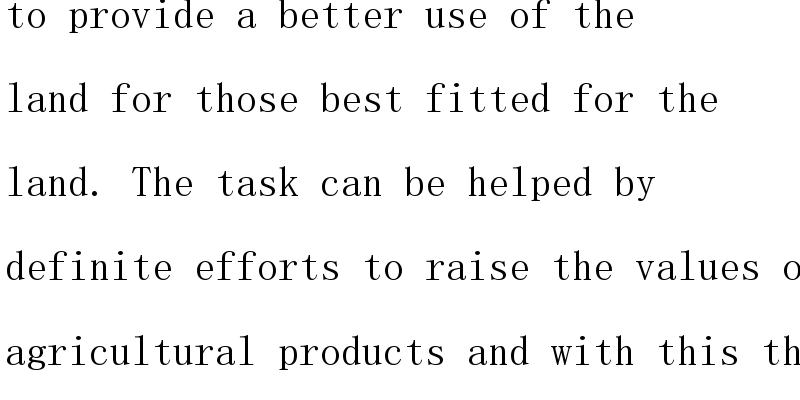 to provide a better use of the
land for those best fitted for the
land. The task can be helped by
definite efforts to raise the values o
agricultural products and with this th